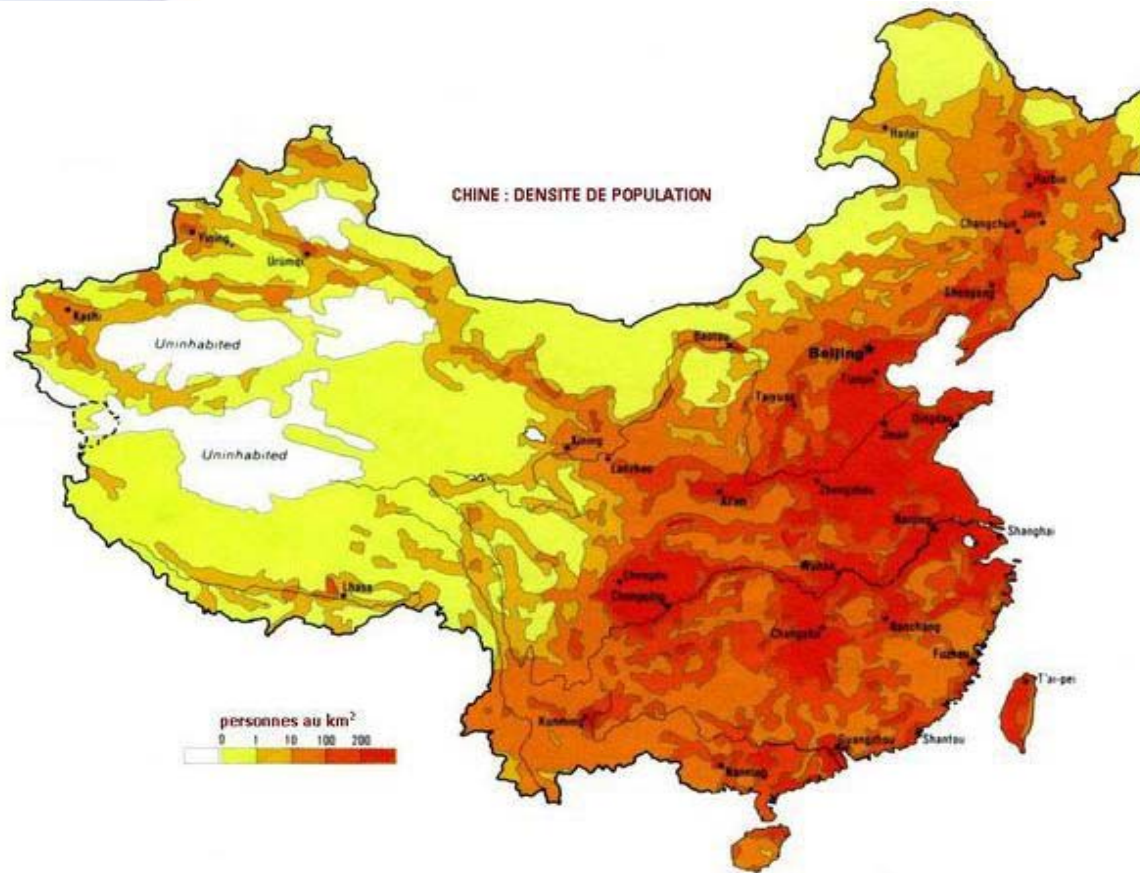 CHINE : DENSITE DE POPULATION
Hailar
Harbin
Jilin
Changchun
Yining
Urumqi
Shenyang
Kashi
Uninhabited
Baotou
Beijing
Tianjin
Taiyuan
Qingdao
Jinan
Uninhabited
Xining
Lanzhou
Xi'an
Zhengzhou
Nanjing
Shanghai
Wuhan
Chengdu
Chongqing
Lhasa
Changsha
Nanchang
Fuzhou
T'ai-pei
personnes au km²
0 1 10 100 200
Kunming
Guangzhou
Shantou
Nanning